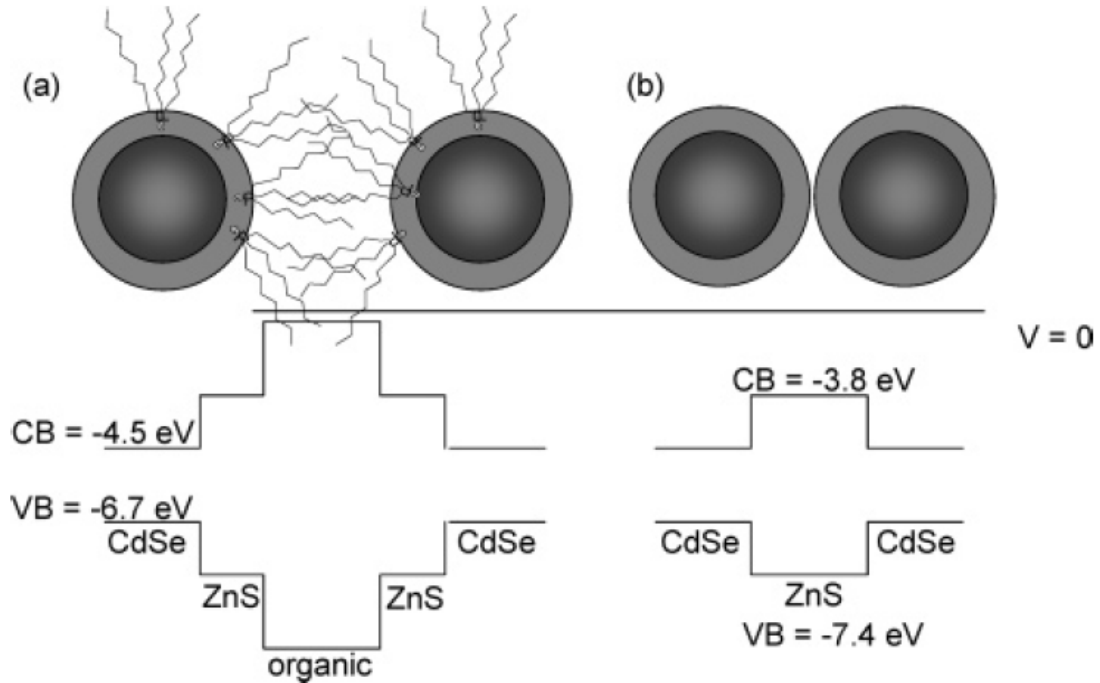 (a)
(b)
V = 0
CB = -3.8 eV
CB = -4.5 eV
VB = -6.7 eV
CdSe
CdSe
CdSe
CdSe
ZnS
ZnS
ZnS
VB = -7.4 eV
organic